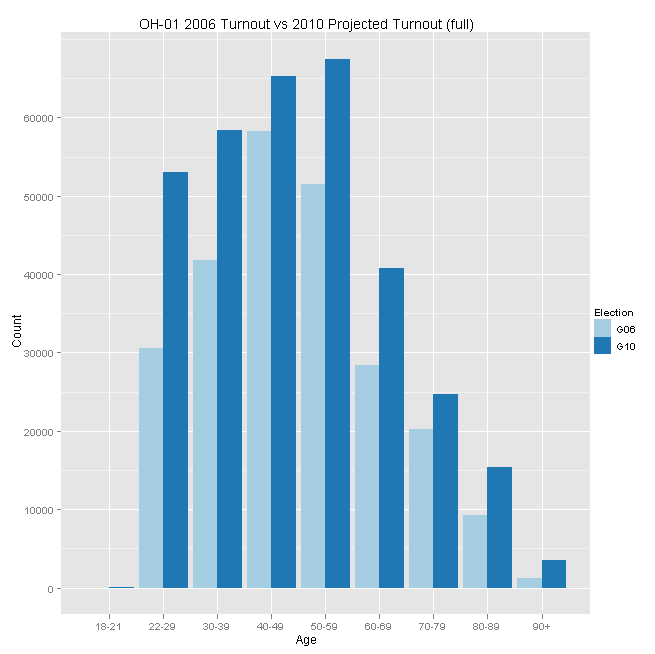 OH-01 2006 Turnout vs 2010 Projected Turnout (full)
60000
50000
40000
30000
20000
10000
0
Count
18-21 22-29 30-39 40-49 50-59 60-69 70-79 80-89 90+
Age
Election
G06
G10